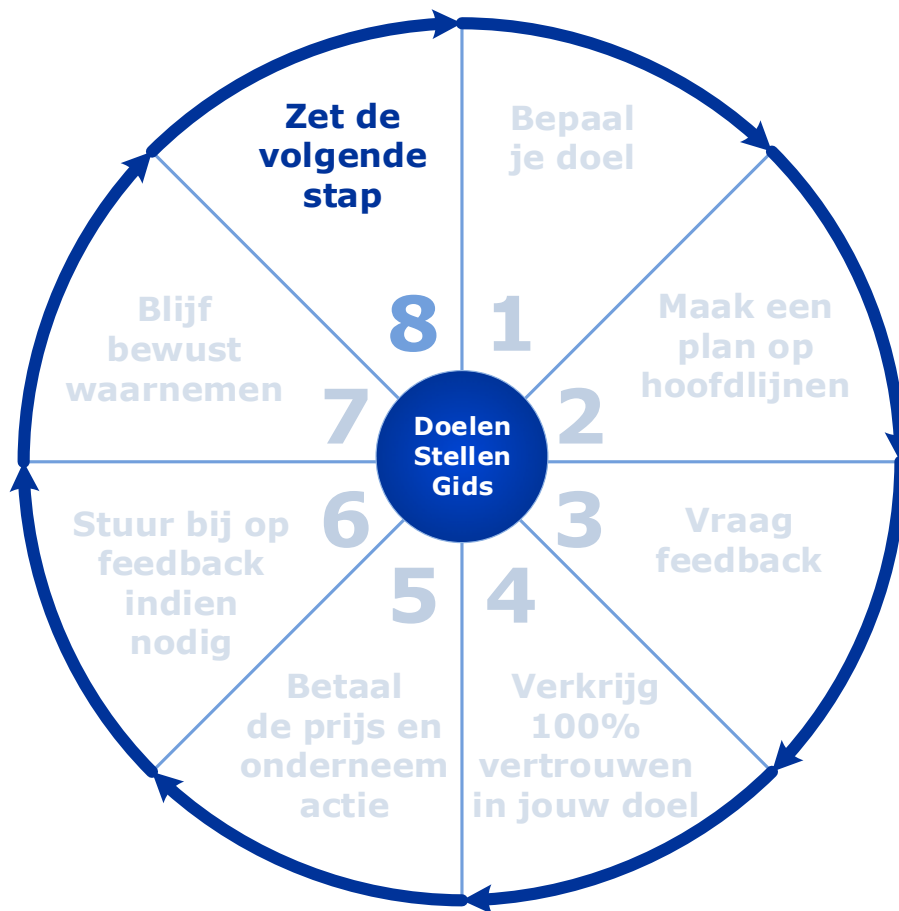 Zet de
volgende
stap
8
Bepaal
je doel
1
Maak een
plan op
hoofdlijnen
2
Vraag
feedback
3
Verkrijg
100%
vertrouwen
in jouw doel
4
Betaal
de prijs en
onderneem
actie
5
Stuur bij op
feedback
indien
nodig
6
Blijf
bewust
waarnemen
7
Doelen
Stellen
Gids